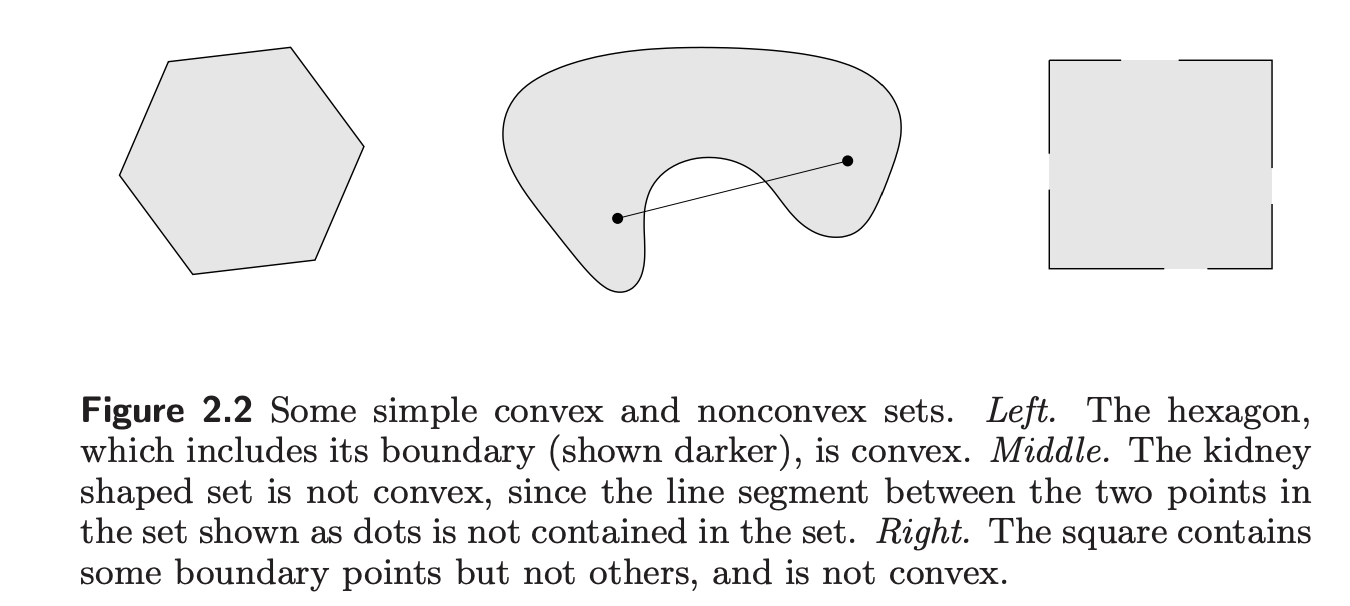 Figure 2.2 Some simple convex and nonconvex sets. Left. The hexagon,
which includes its boundary (shown darker), is convex. Middle. The kidney
shaped set is not convex, since the line segment between the two points in
the set shown as dots is not contained in the set. Right. The square contains
some boundary points but not others, and is not convex.